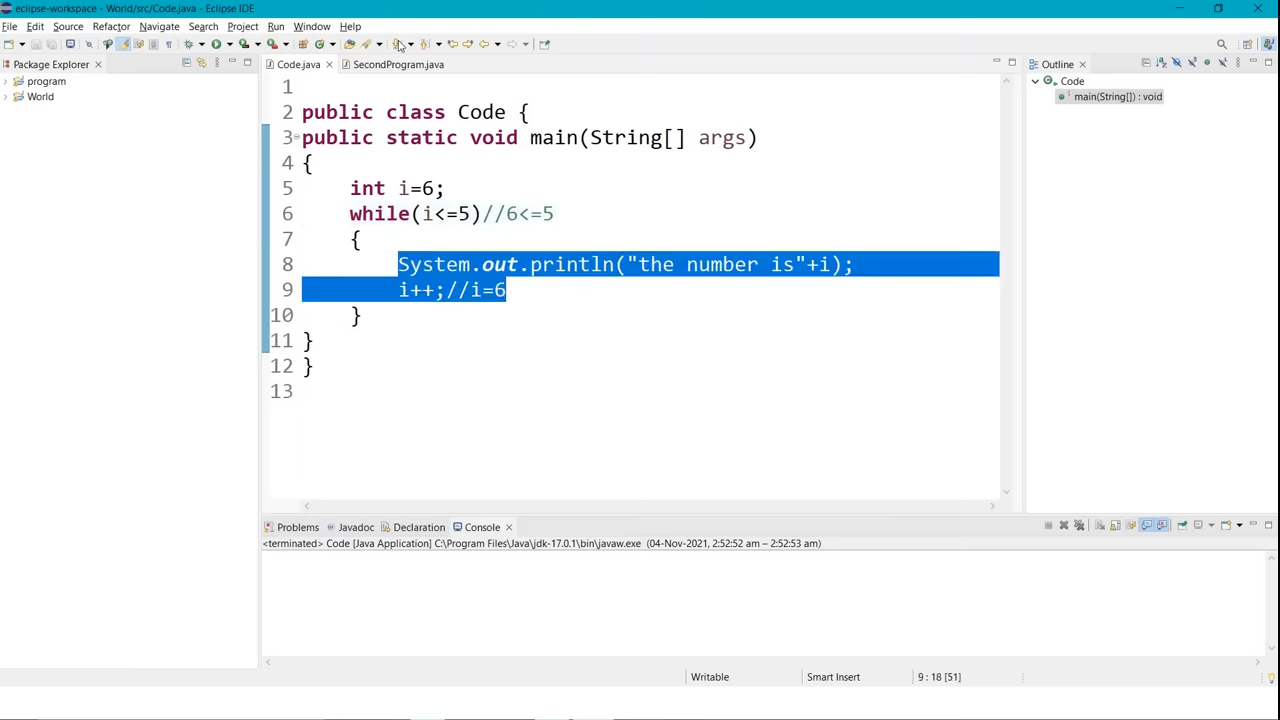 eclipse-workspace - World/src/Code.java - Eclipse IDE
File Edit Source Refactor Navigate Search Project Run Window Help
Package Explorer
Code.java
SecondProgram.java
Outline
program
World
Code
main(String[]) : void
1
2 public class Code {
3 public static void main(String[] args)
4 {
5 int i=6;
6 while(i<=5)//6<=5
7 {
8 System.out.println("the number is"+i);
9 i++;//i=6
10 }
11 }
12 }
13
Problems Javadoc Declaration Console
<terminated> Code [Java Application] C:\Program Files\Java\jdk-17.0.1\bin\javaw.exe (04-Nov-2021, 2:52:52 am – 2:52:53 am)
Writable Smart Insert 9 : 18 [51]